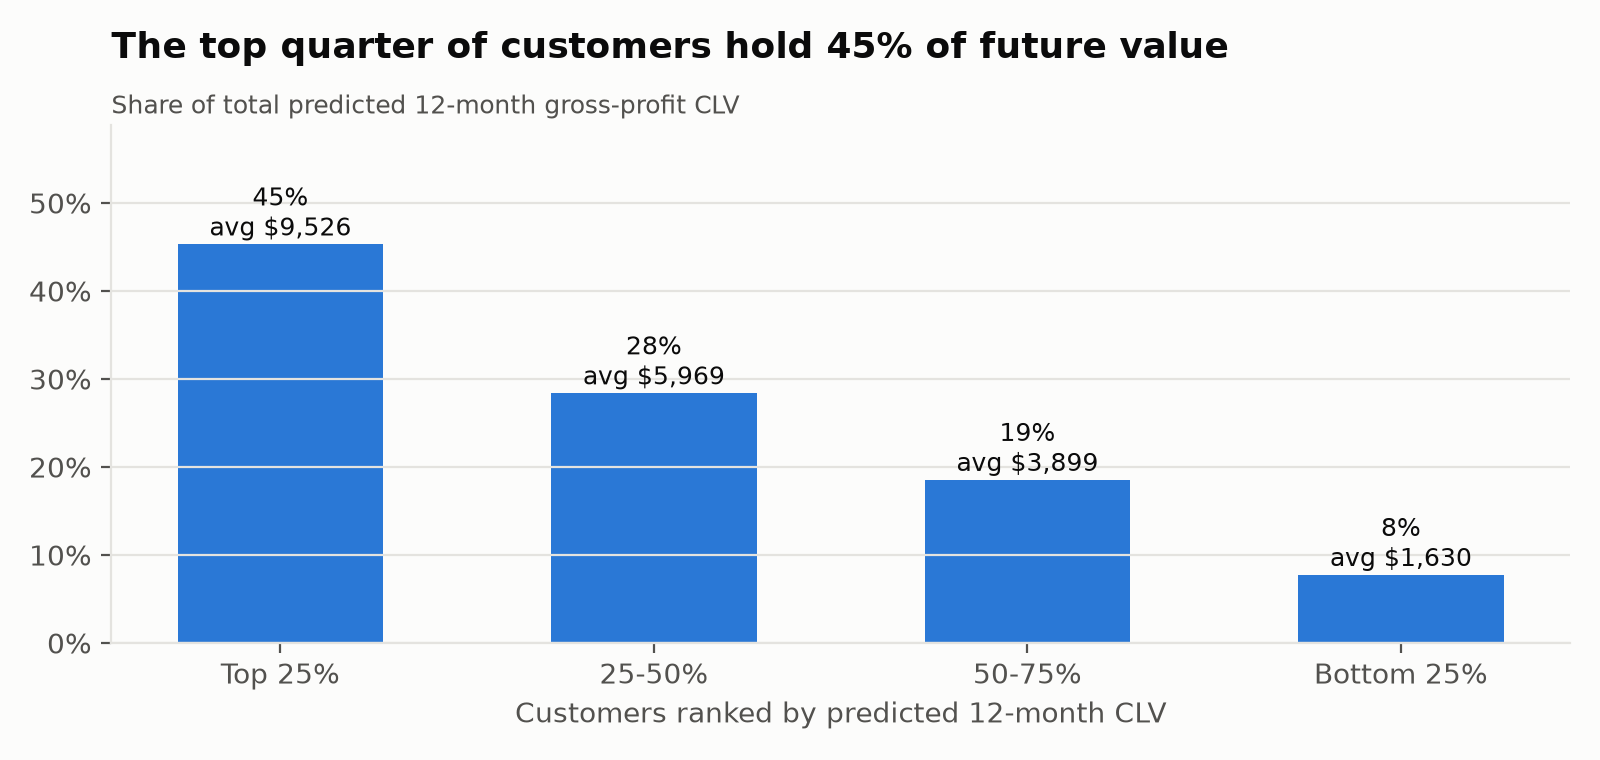 The top quarter of customers hold 45% of future value
Share of total predicted 12-month gross-profit CLV
50%
40%
30%
20%
10%
0%
45%
avg $9,526
28%
avg $5,969
19%
avg $3,899
8%
avg $1,630
Top 25%
25-50%
50-75%
Bottom 25%
Customers ranked by predicted 12-month CLV